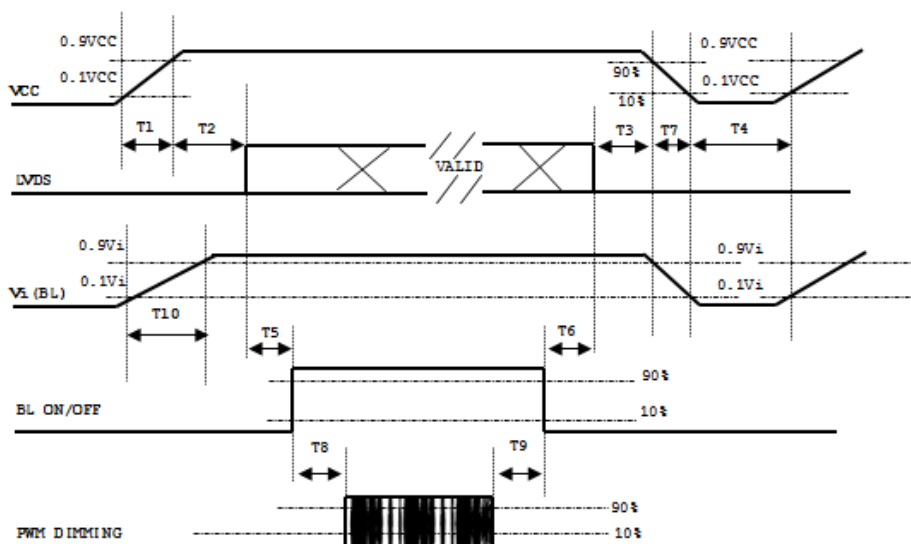 0.9VCC 0.9VCC
90%
0.1VCC 0.1VCC
VCC 10%
T1 T2 T3 T7 T4
VALID
LVDS
0.9Vi 0.9Vi
0.1Vi 0.1Vi
Vi(BL)
T10
T5 T6
90%
BL ON/OFF 10%
T8 T9
90%
PWM DIMMING 10%